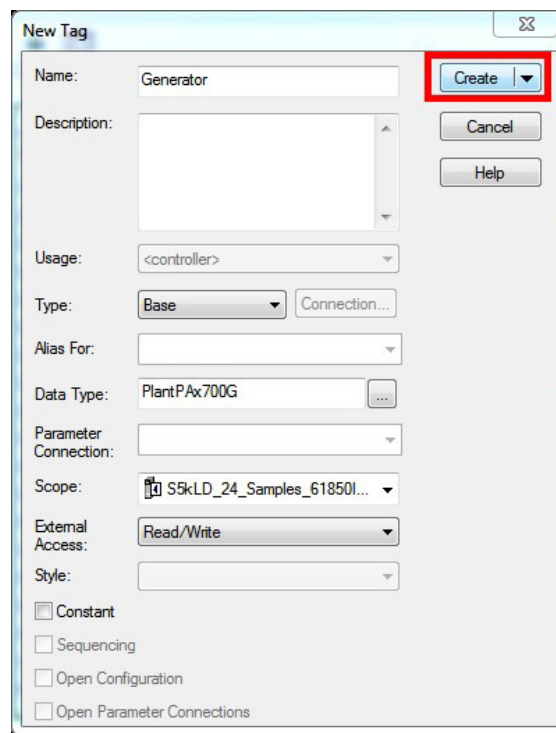 New Tag
Name:
Generator
Create
Description:
Cancel
Help
Usage:
<controller>
Type:
Base
Connection...
Alias For:
Data Type:
PlantPAx700G
...
Parameter
Connection:
Scope:
S5kLD_24_Samples_61850I...
External
Access:
Read/Write
Style:
Constant
Sequencing
Open Configuration
Open Parameter Connections